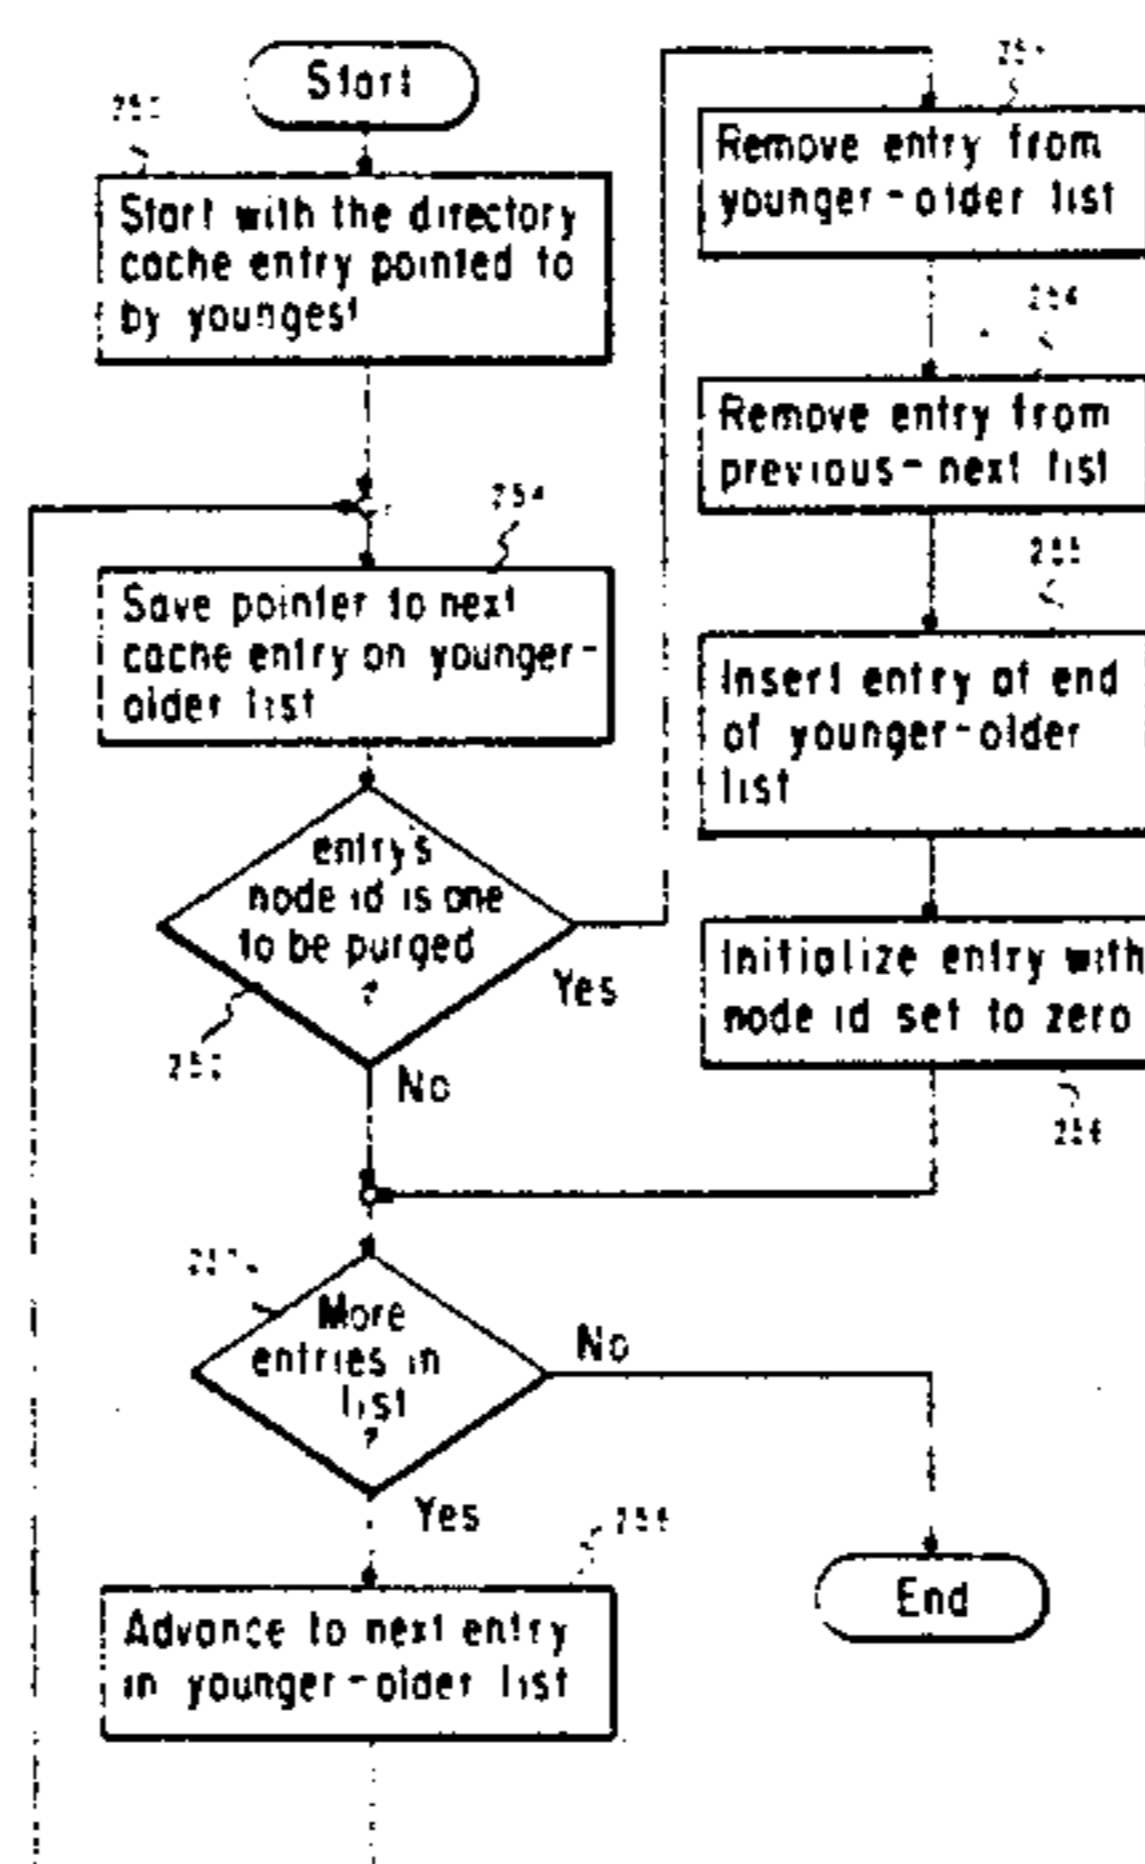 Start
Start with the directory
cache entry pointed to
by youngest
Save pointer to next
cache entry on younger-
older list
entry's
node id is one
to be purged
?
Yes
No
More
entries in
list
?
No
Yes
Advance to next entry
in younger-older list
Remove entry from
younger-older list
254
Remove entry from
previous-next list
255
Insert entry at end
of younger-older
list
Initialize entry with
node id set to zero
256
End